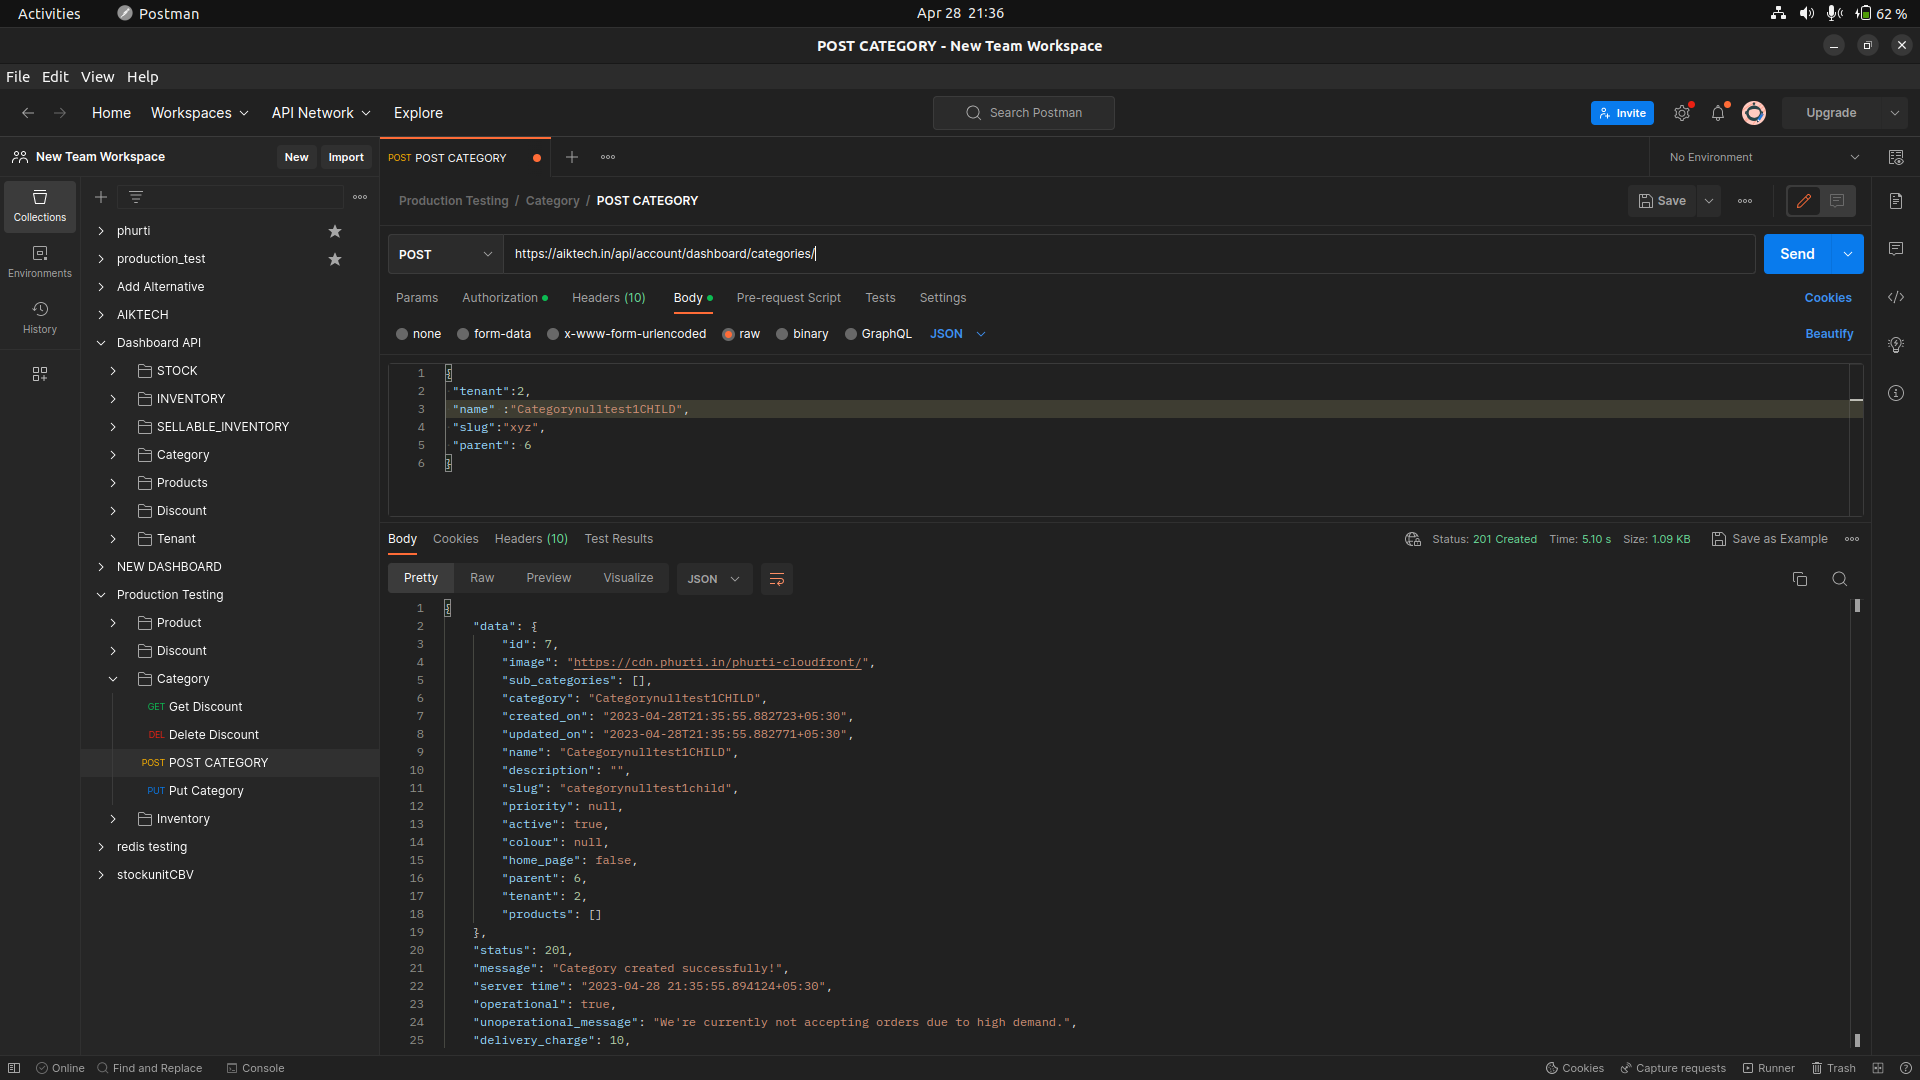 Activities Postman Apr 28 21:36 62 %
POST CATEGORY - New Team Workspace
File Edit View Help
Home Workspaces API Network Explore Search Postman Invite Upgrade
New Team Workspace New Import POST POST CATEGORY No Environment
Collections
Environments
History
phurti
production_test
Add Alternative
AIKTECH
Dashboard API
STOCK
INVENTORY
SELLABLE_INVENTORY
Category
Products
Discount
Tenant
NEW DASHBOARD
Production Testing
Product
Discount
Category
GET Get Discount
DEL Delete Discount
POST POST CATEGORY
PUT Put Category
Inventory
redis testing
stockunitCBV
Production Testing / Category / POST CATEGORY Save
POST https://aiktech.in/api/account/dashboard/categories/ Send
Params Authorization Headers (10) Body Pre-request Script Tests Settings Cookies
none form-data x-www-form-urlencoded raw binary GraphQL JSON Beautify
1 {
2 "tenant":2,
3 "name" :"Categorynulltest1CHILD",
4 "slug":"xyz",
5 "parent": 6
6 }
Body Cookies Headers (10) Test Results Status: 201 Created Time: 5.10 s Size: 1.09 KB Save as Example
Pretty Raw Preview Visualize JSON
1 {
2 "data": {
3 "id": 7,
4 "image": "https://cdn.phurti.in/phurti-cloudfront/",
5 "sub_categories": [],
6 "category": "Categorynulltest1CHILD",
7 "created_on": "2023-04-28T21:35:55.882723+05:30",
8 "updated_on": "2023-04-28T21:35:55.882771+05:30",
9 "name": "Categorynulltest1CHILD",
10 "description": "",
11 "slug": "categorynulltest1child",
12 "priority": null,
13 "active": true,
14 "colour": null,
15 "home_page": false,
16 "parent": 6,
17 "tenant": 2,
18 "products": []
19 },
20 "status": 201,
21 "message": "Category created successfully!",
22 "server time": "2023-04-28 21:35:55.894124+05:30",
23 "operational": true,
24 "unoperational_message": "We're currently not accepting orders due to high demand.",
25 "delivery_charge": 10,
Online Find and Replace Console Cookies Capture requests Runner Trash